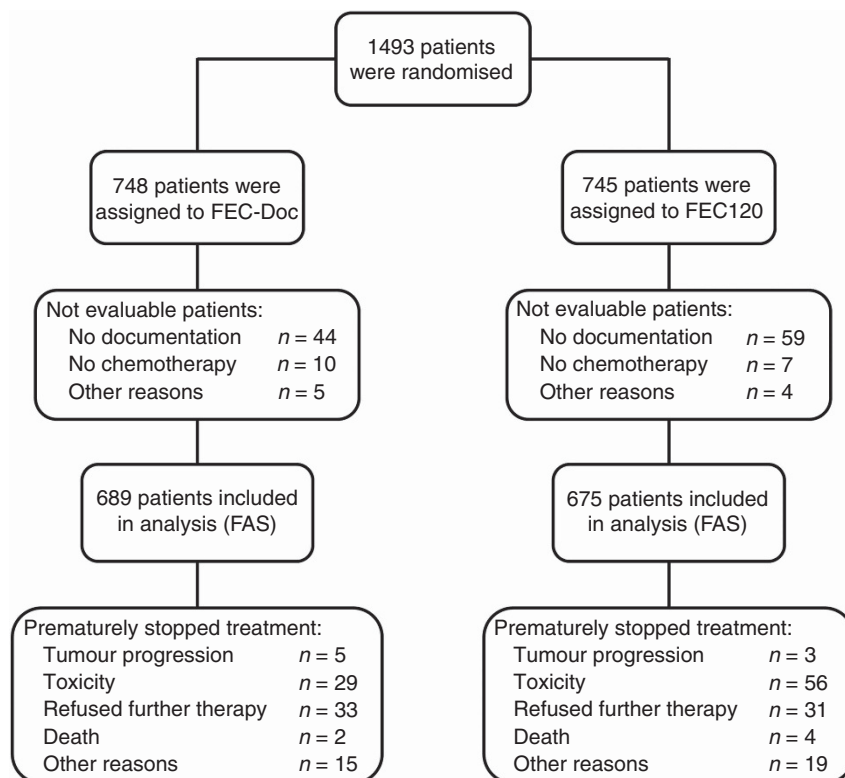 1493 patients
were randomised
748 patients were
assigned to FEC-Doc
745 patients were
assigned to FEC120
Not evaluable patients:
No documentation n = 44
No chemotherapy n = 10
Other reasons n = 5
Not evaluable patients:
No documentation n = 59
No chemotherapy n = 7
Other reasons n = 4
689 patients included
in analysis (FAS)
675 patients included
in analysis (FAS)
Prematurely stopped treatment:
Tumour progression n = 5
Toxicity n = 29
Refused further therapy n = 33
Death n = 2
Other reasons n = 15
Prematurely stopped treatment:
Tumour progression n = 3
Toxicity n = 56
Refused further therapy n = 31
Death n = 4
Other reasons n = 19